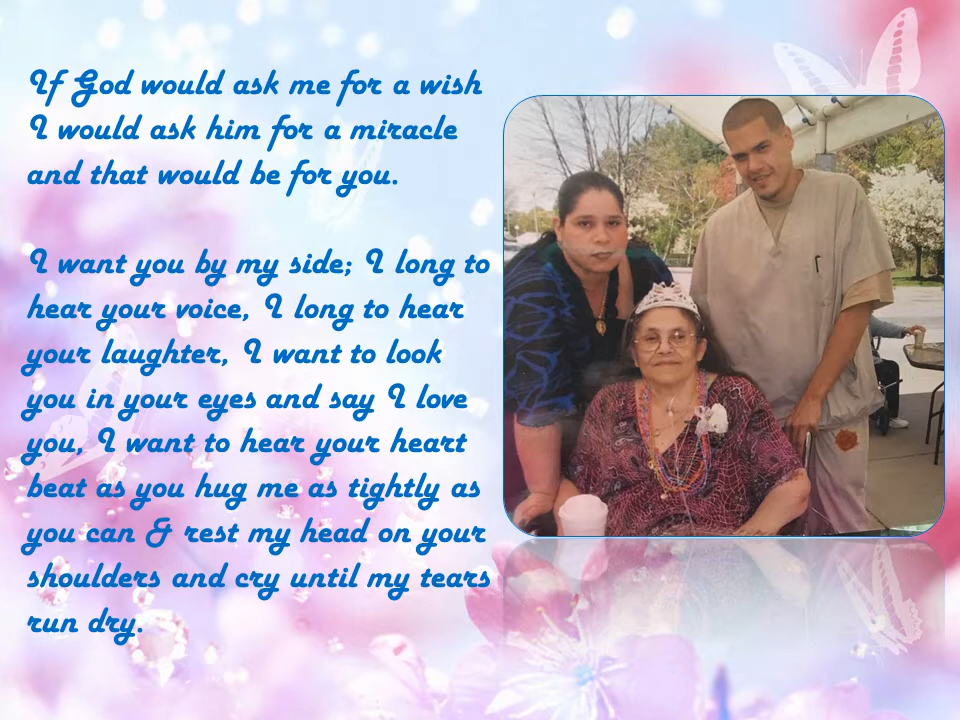 If God would ask me for a wish
I would ask him for a miracle
and that would be for you.
I want you by my side; I long to
hear your voice, I long to hear
your laughter, I want to look
you in your eyes and say I love
you, I want to hear your heart
beat as you hug me as tightly as
you can & rest my head on your
shoulders and cry until my tears
run dry.